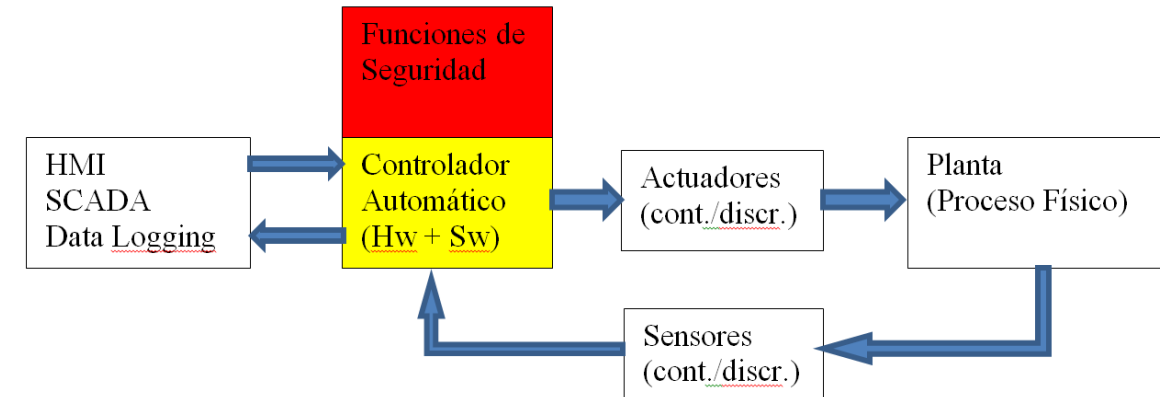 Funciones de
Seguridad
HMI
SCADA
Data Logging
Controlador
Automático
(Hw + Sw)
Actuadores
(cont./discr.)
Planta
(Proceso Físico)
Sensores
(cont./discr.)